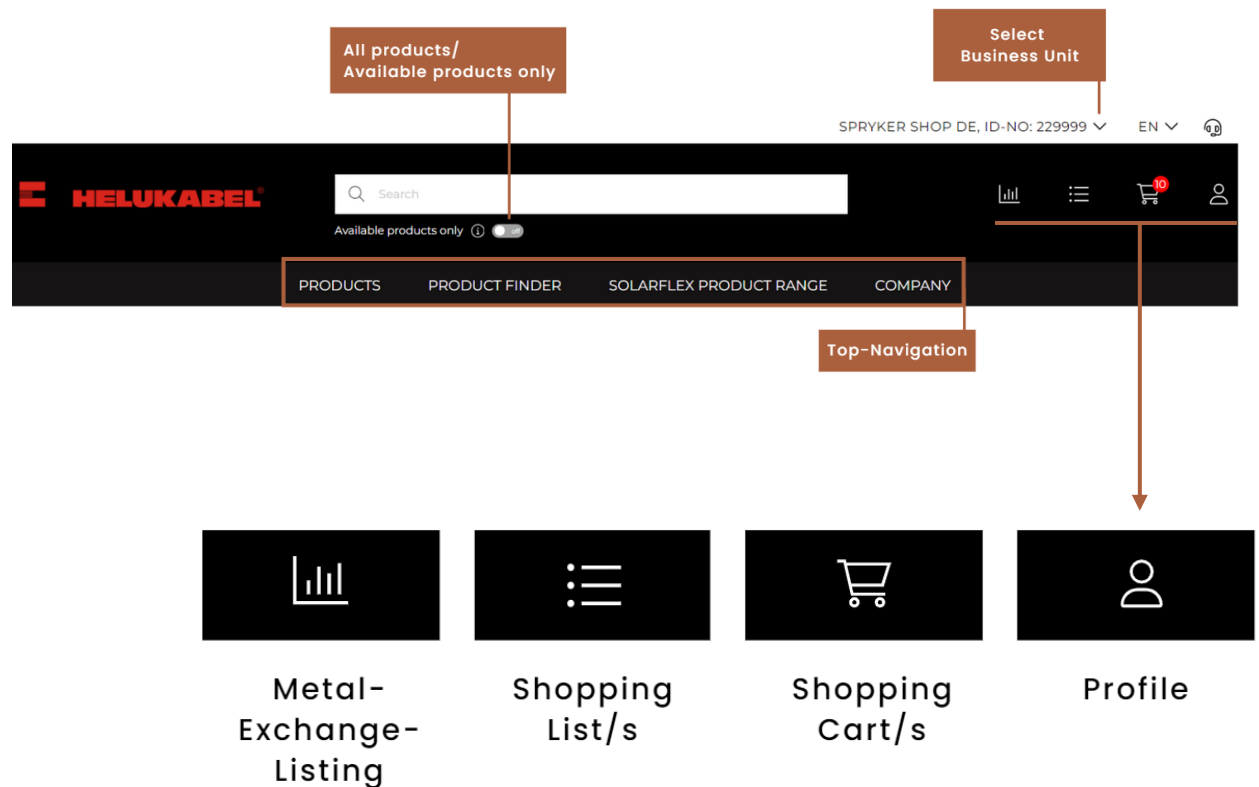 All products/
Available products only
Select
Business Unit
SPRYKER SHOP DE, ID-NO: 229999
EN
HELUKABEL®
Search
10
Available products only
off
PRODUCTS PRODUCT FINDER SOLARFLEX PRODUCT RANGE COMPANY
Top-Navigation
Metal-
Exchange-
Listing
Shopping
List/s
Shopping
Cart/s
Profile